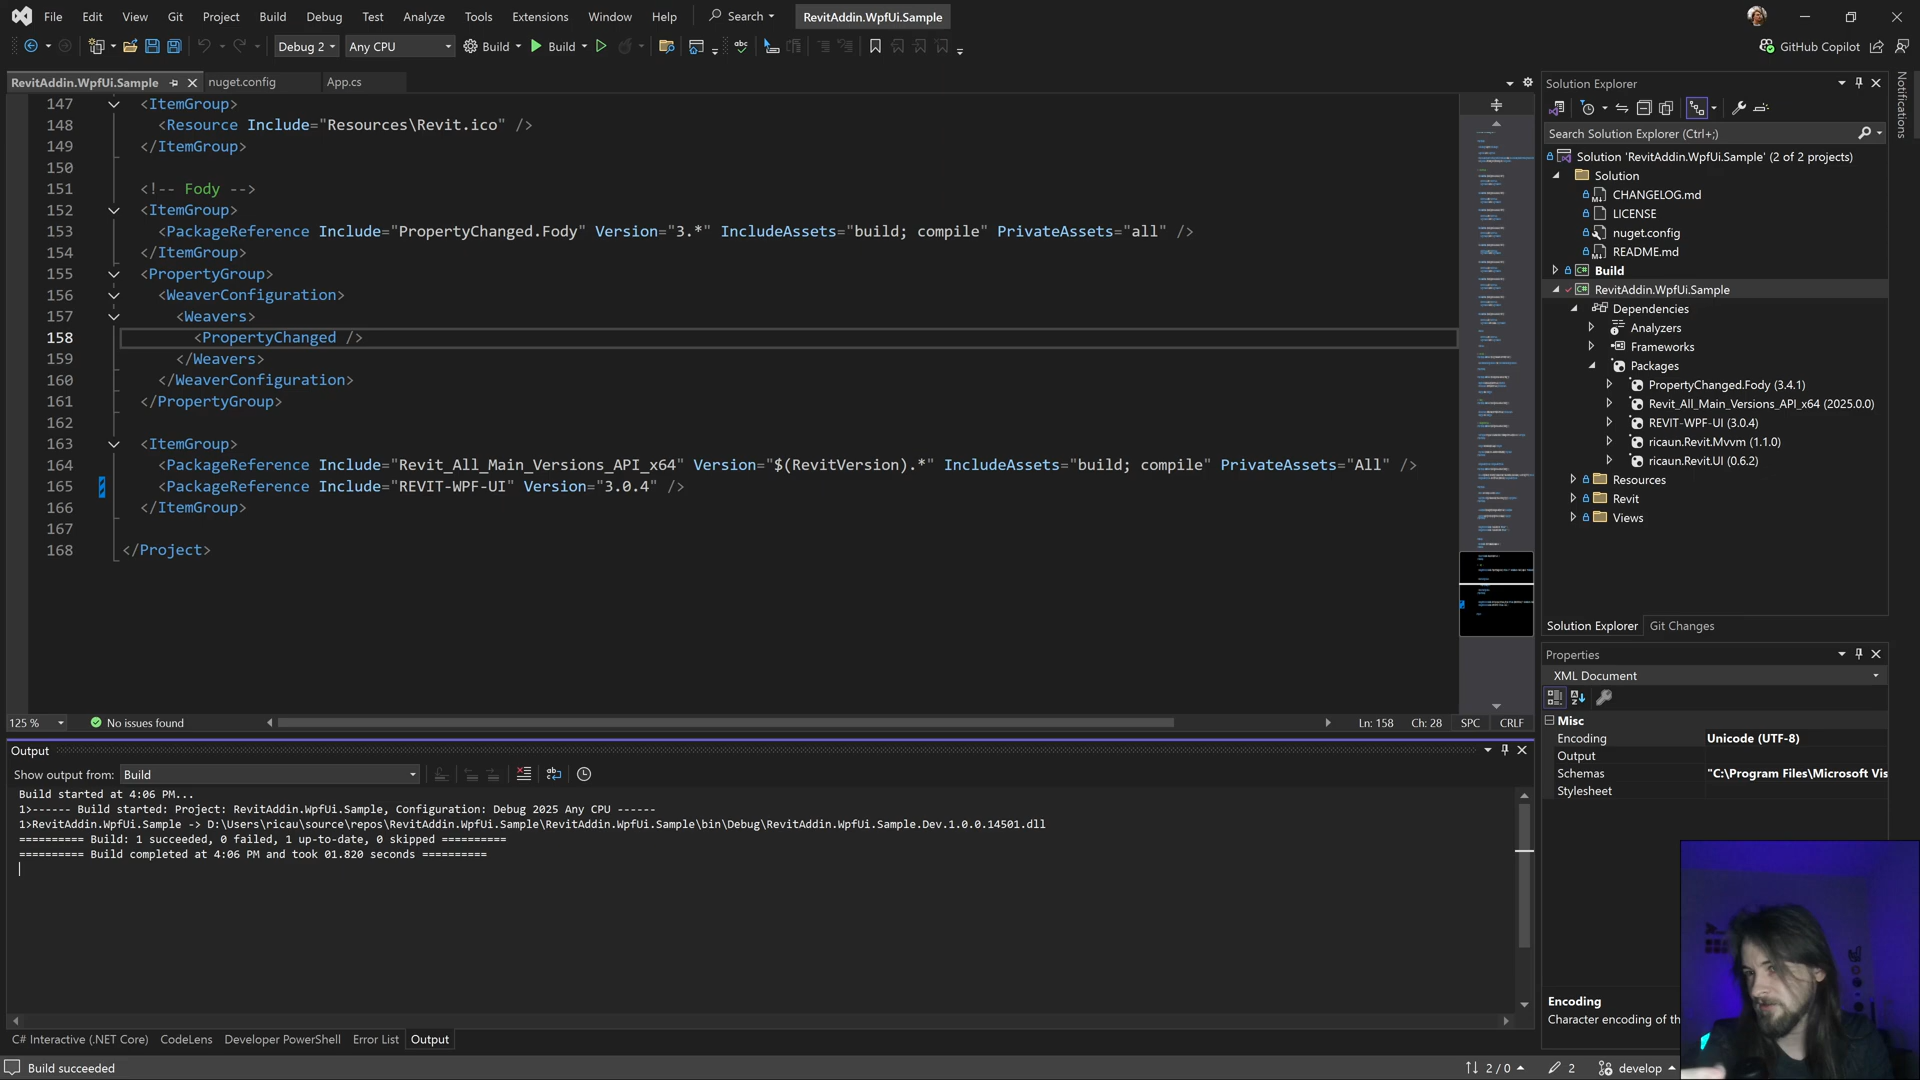 File Edit View Git Project Build Debug Test Analyze Tools Extensions Window Help Search RevitAddin.WpfUi.Sample
Debug 2 Any CPU Build Build GitHub Copilot
RevitAddin.WpfUi.Sample nuget.config App.cs
147 <ItemGroup>
148 <Resource Include="Resources\Revit.ico" />
149 </ItemGroup>
150
151 <!-- Fody -->
152 <ItemGroup>
153 <PackageReference Include="PropertyChanged.Fody" Version="3.*" IncludeAssets="build; compile" PrivateAssets="all" />
154 </ItemGroup>
155 <PropertyGroup>
156 <WeaverConfiguration>
157 <Weavers>
158 <PropertyChanged />
159 </Weavers>
160 </WeaverConfiguration>
161 </PropertyGroup>
162
163 <ItemGroup>
164 <PackageReference Include="Revit_All_Main_Versions_API_x64" Version="$(RevitVersion).*" IncludeAssets="build; compile" PrivateAssets="All" />
165 <PackageReference Include="REVIT-WPF-UI" Version="3.0.4" />
166 </ItemGroup>
167
168 </Project>
125 % No issues found Ln: 158 Ch: 28 SPC CRLF
Output
Show output from: Build
Build started at 4:06 PM...
1>------ Build started: Project: RevitAddin.WpfUi.Sample, Configuration: Debug 2025 Any CPU ------
1>RevitAddin.WpfUi.Sample -> D:\Users\ricau\source\repos\RevitAddin.WpfUi.Sample\RevitAddin.WpfUi.Sample\bin\Debug\RevitAddin.WpfUi.Sample.Dev.1.0.0.14501.dll
========== Build: 1 succeeded, 0 failed, 1 up-to-date, 0 skipped ==========
========== Build completed at 4:06 PM and took 01.820 seconds ==========
C# Interactive (.NET Core) CodeLens Developer PowerShell Error List Output
Build succeeded 2 / 0 2 develop
Solution Explorer
Search Solution Explorer (Ctrl+;)
Solution 'RevitAddin.WpfUi.Sample' (2 of 2 projects)
Solution
CHANGELOG.md
LICENSE
nuget.config
README.md
Build
RevitAddin.WpfUi.Sample
Dependencies
Analyzers
Frameworks
Packages
PropertyChanged.Fody (3.4.1)
Revit_All_Main_Versions_API_x64 (2025.0.0)
REVIT-WPF-UI (3.0.4)
ricaun.Revit.Mvvm (1.1.0)
ricaun.Revit.UI (0.6.2)
Resources
Revit
Views
Solution Explorer Git Changes
Properties
XML Document
Misc
Encoding Unicode (UTF-8)
Output
Schemas "C:\Program Files\Microsoft Vis
Stylesheet
Encoding
Character encoding of th
Notifications